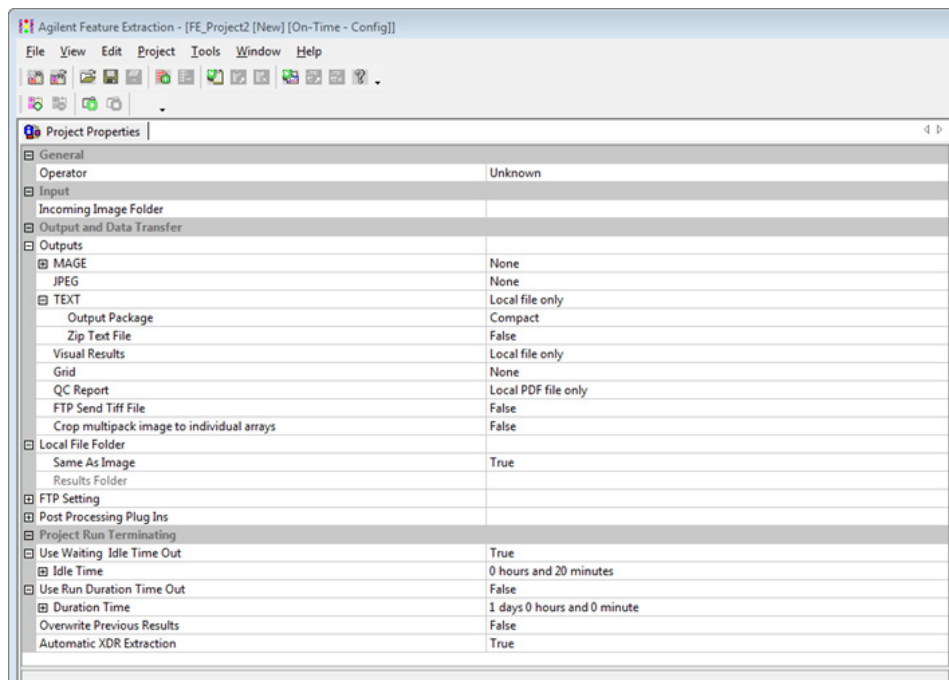 Agilent Feature Extraction - [FE_Project2 [New] [On-Time - Config]]
File View Edit Project Tools Window Help
Project Properties
General
Operator Unknown
Input
Incoming Image Folder
Output and Data Transfer
Outputs
MAGE None
JPEG None
TEXT Local file only
Output Package Compact
Zip Text File False
Visual Results Local file only
Grid None
QC Report Local PDF file only
FTP Send Tiff File False
Crop multipack image to individual arrays False
Local File Folder
Same As Image True
Results Folder
FTP Setting
Post Processing Plug Ins
Project Run Terminating
Use Waiting Idle Time Out True
Idle Time 0 hours and 20 minutes
Use Run Duration Time Out False
Duration Time 1 days 0 hours and 0 minute
Overwrite Previous Results False
Automatic XDR Extraction True